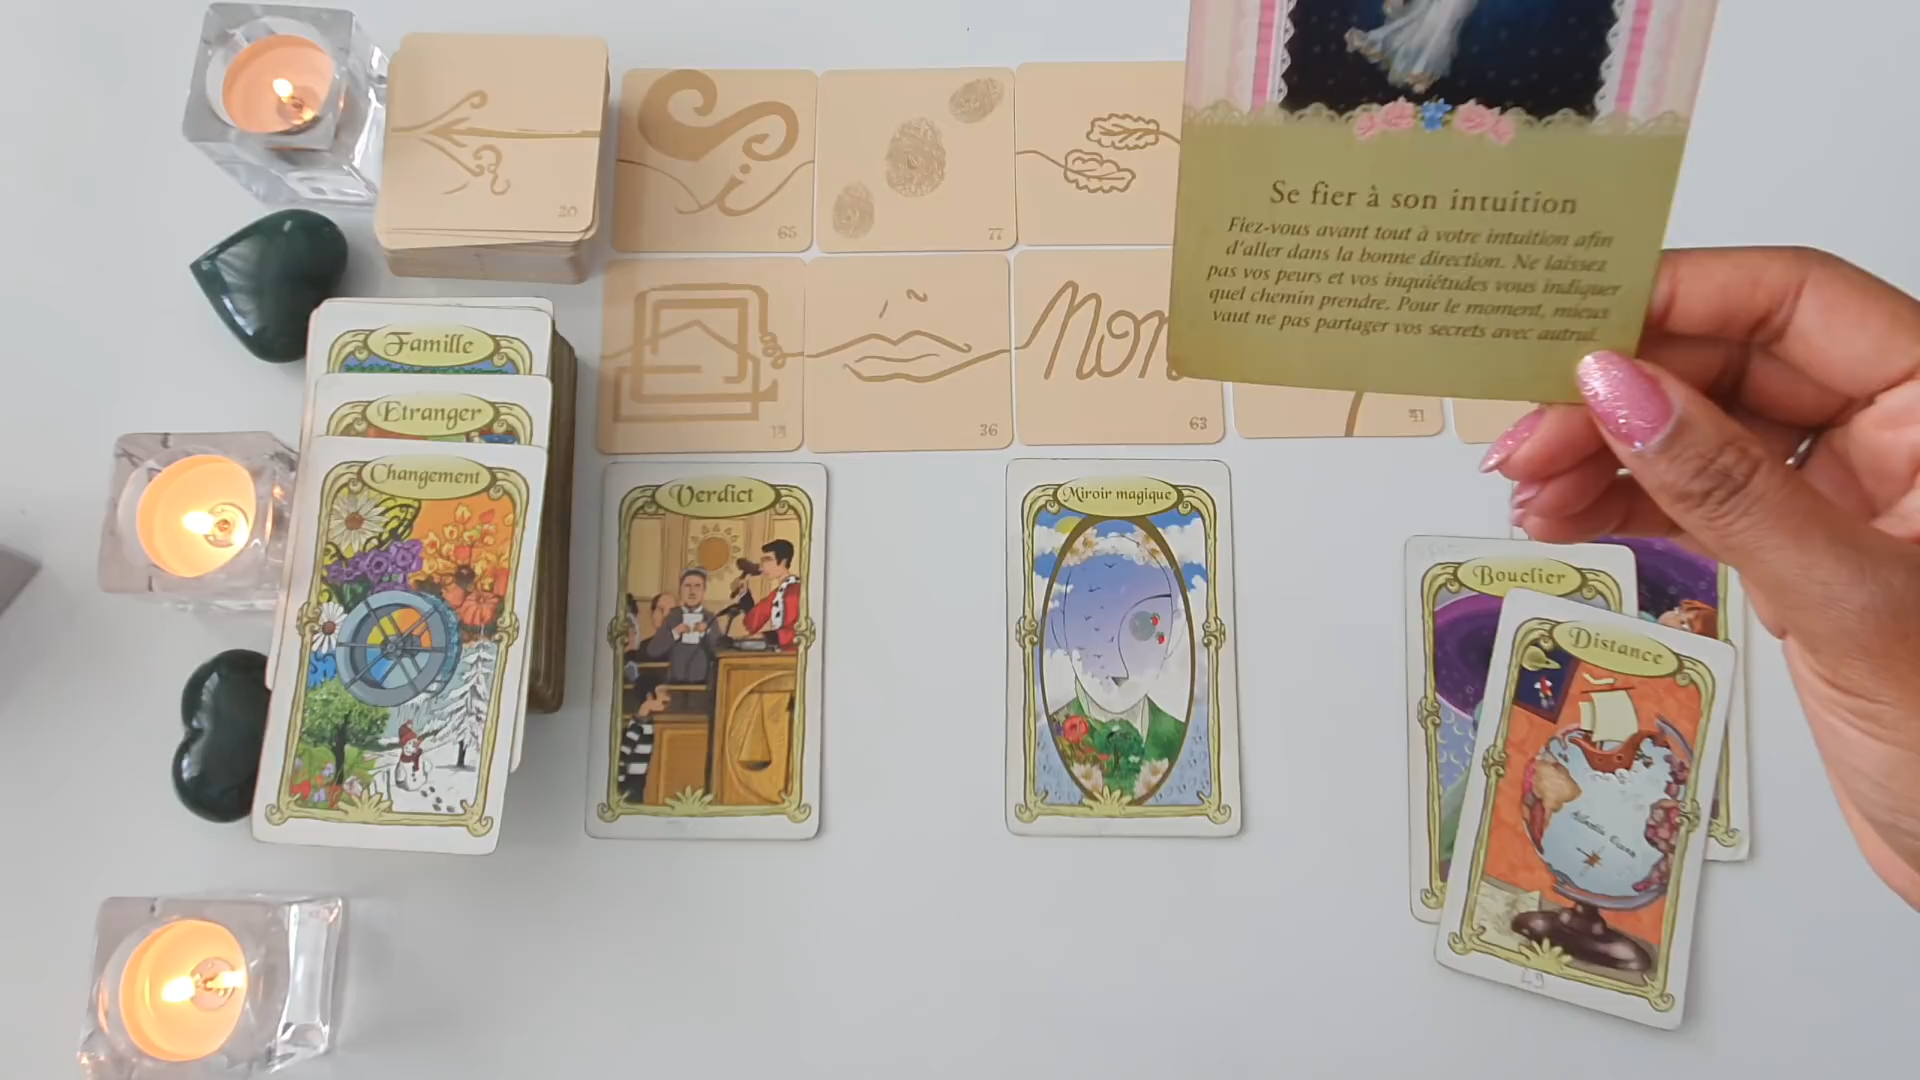 20
65
77
Se fier à son intuition
Fiez-vous avant tout à votre intuition afin
d'aller dans la bonne direction. Ne laissez
pas vos peurs et vos inquiétudes vous indiquer
quel chemin prendre. Pour le moment, mieux
vaut ne pas partager vos secrets avec autrui.
13
36
Non
63
41
Famille
Etranger
Changement
Verdict
Miroir magique
Bouclier
Distance